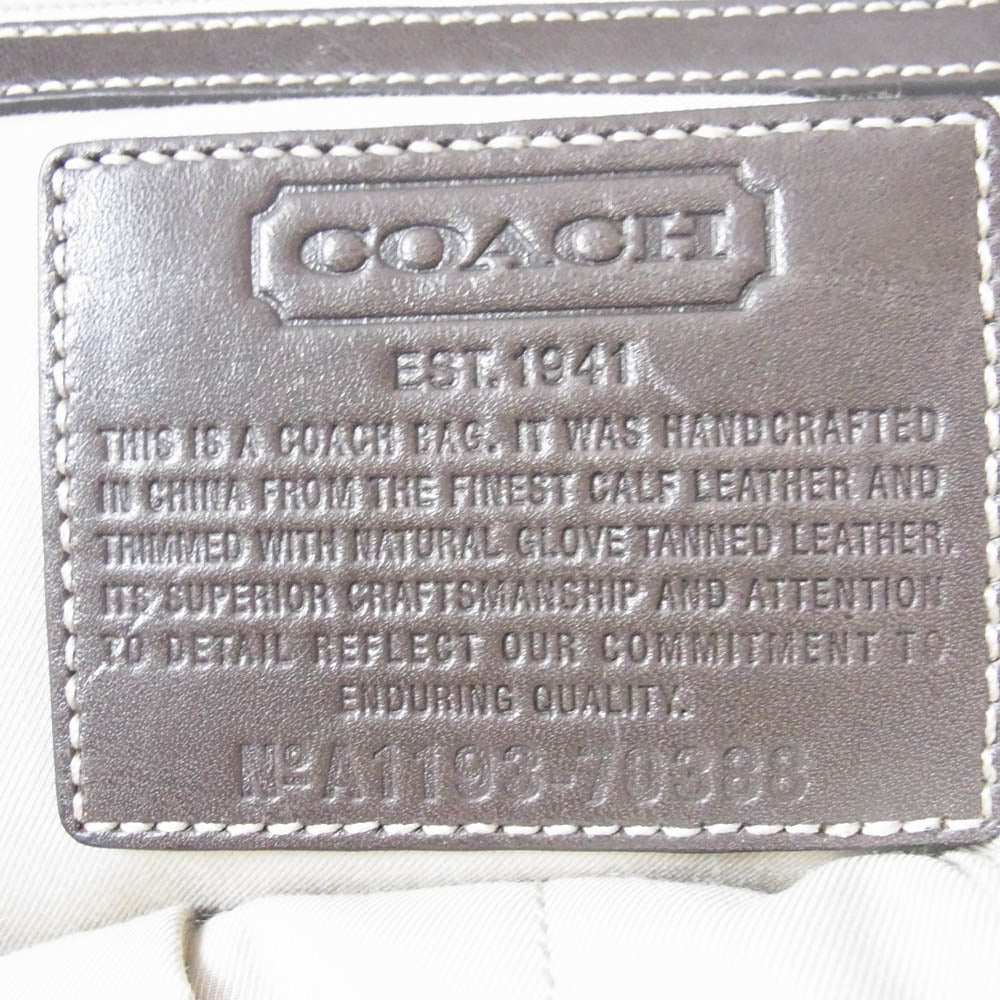 COACH
EST. 1941
THIS IS A COACH BAG. IT WAS HANDCRAFTED
IN CHINA FROM THE FINEST CALF LEATHER AND
TRIMMED WITH NATURAL GLOVE TANNED LEATHER.
ITS SUPERIOR CRAFTSMANSHIP AND ATTENTION
TO DETAIL REFLECT OUR COMMITMENT TO
ENDURING QUALITY.
Nº A1193-70388